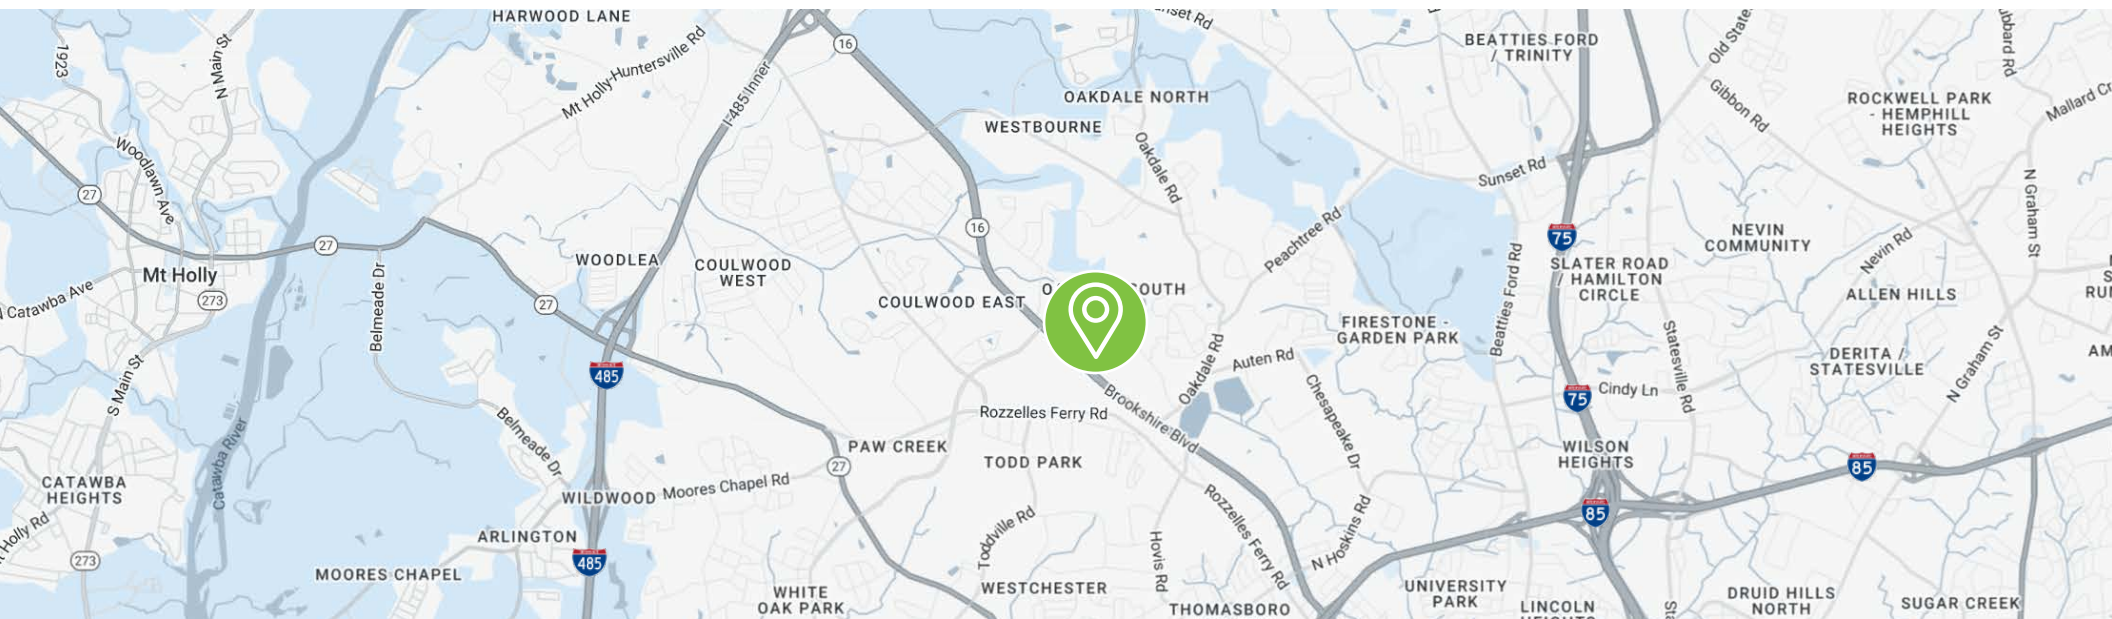 HARWOOD LANE
Mt Holly-Huntersville Rd
I-485 Inner
16
1923
N Main St
Woodlawn Ave
27
27
Mt Holly
273
Catawba Ave
Belmeade Dr
S Main St
Catawba River
CATAWBA
HEIGHTS
Holly Rd
273
MOORES CHAPEL
ARLINGTON
Belmeade Dr
WILDWOOD
Moores Chapel Rd
485
485
27
WOODLEA
COULWOOD
WEST
COULWOOD EAST
16
WESTBOURNE
OAKDALE NORTH
Oakdale Rd
Sunset Rd
BEATTIES FORD
/ TRINITY
Old State
Gibbon Rd
ROCKWELL PARK
- HEMPHILL
HEIGHTS
Mallard Cr
N Graham St
Peachtree Rd
Beatties Ford Rd
75
SLATER ROAD
/ HAMILTON
CIRCLE
NEVIN
COMMUNITY
Nevin Rd
ALLEN HILLS
FIRESTONE -
GARDEN PARK
Oakdale Rd
Auten Rd
Chesapeake Dr
75
Cindy Ln
Statesville Rd
DERITA /
STATESVILLE
N Graham St
AM
Brookshire Blvd
Rozzelles Ferry Rd
PAW CREEK
27
TODD PARK
Toddville Rd
WHITE
OAK PARK
WESTCHESTER
Hovis Rd
Rozzelles Ferry Rd
THOMASBORO
N Hoskins Rd
WILSON
HEIGHTS
85
85
UNIVERSITY
PARK
LINCOLN
HEIGHTS
DRUID HILLS
NORTH
SUGAR CREEK